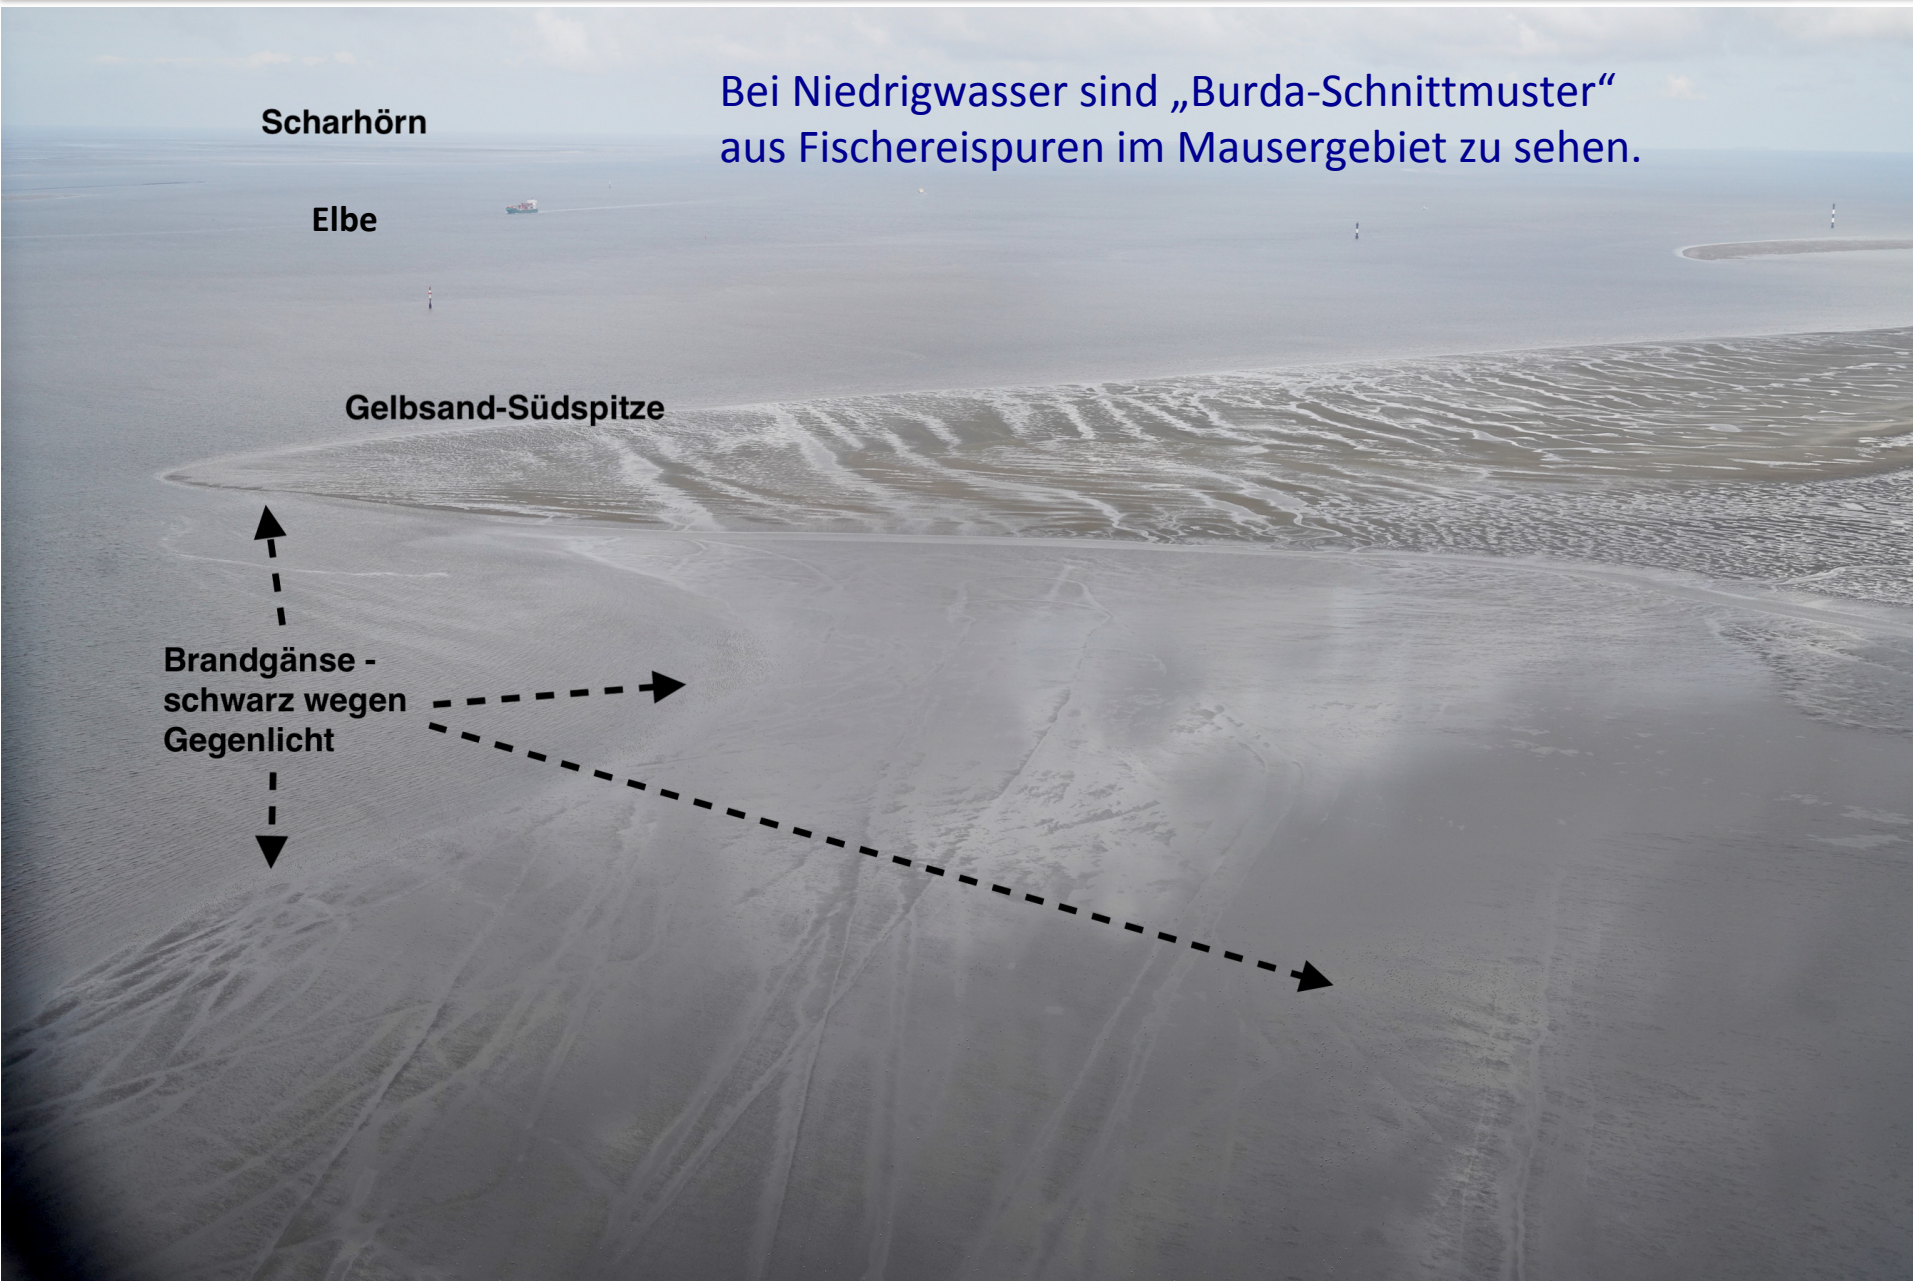 Bei Niedrigwasser sind „Burda-Schnittmuster“
aus Fischereispuren im Mausergebiet zu sehen.
Scharhörn
Elbe
Gelbsand-Südspitze
Brandgänse -
schwarz wegen
Gegenlicht